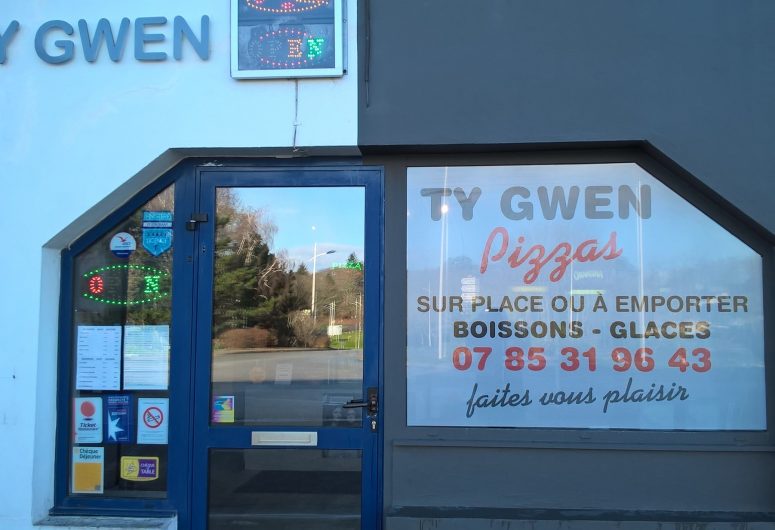 TY GWEN
OPEN
TY GWEN
Pizzas
SUR PLACE OU À EMPORTER
BOISSONS - GLACES
07 85 31 96 43
faites vous plaisir
OPEN
Ticket
Chèque
Déjeuner
TABLE